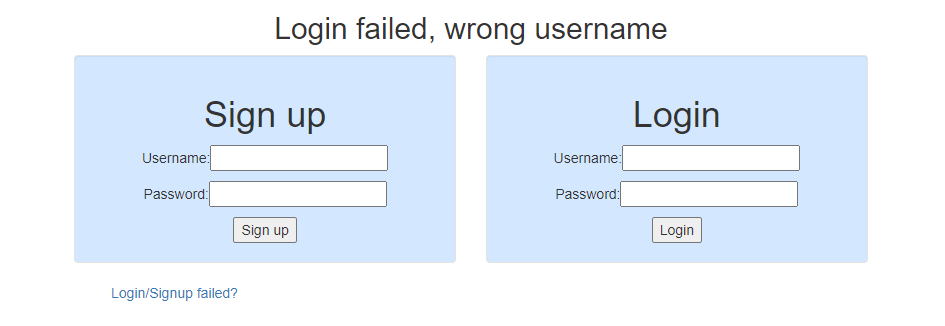 Login failed, wrong username
Sign up
Username:
Password:
Sign up
Login
Username:
Password:
Login
Login/Signup failed?